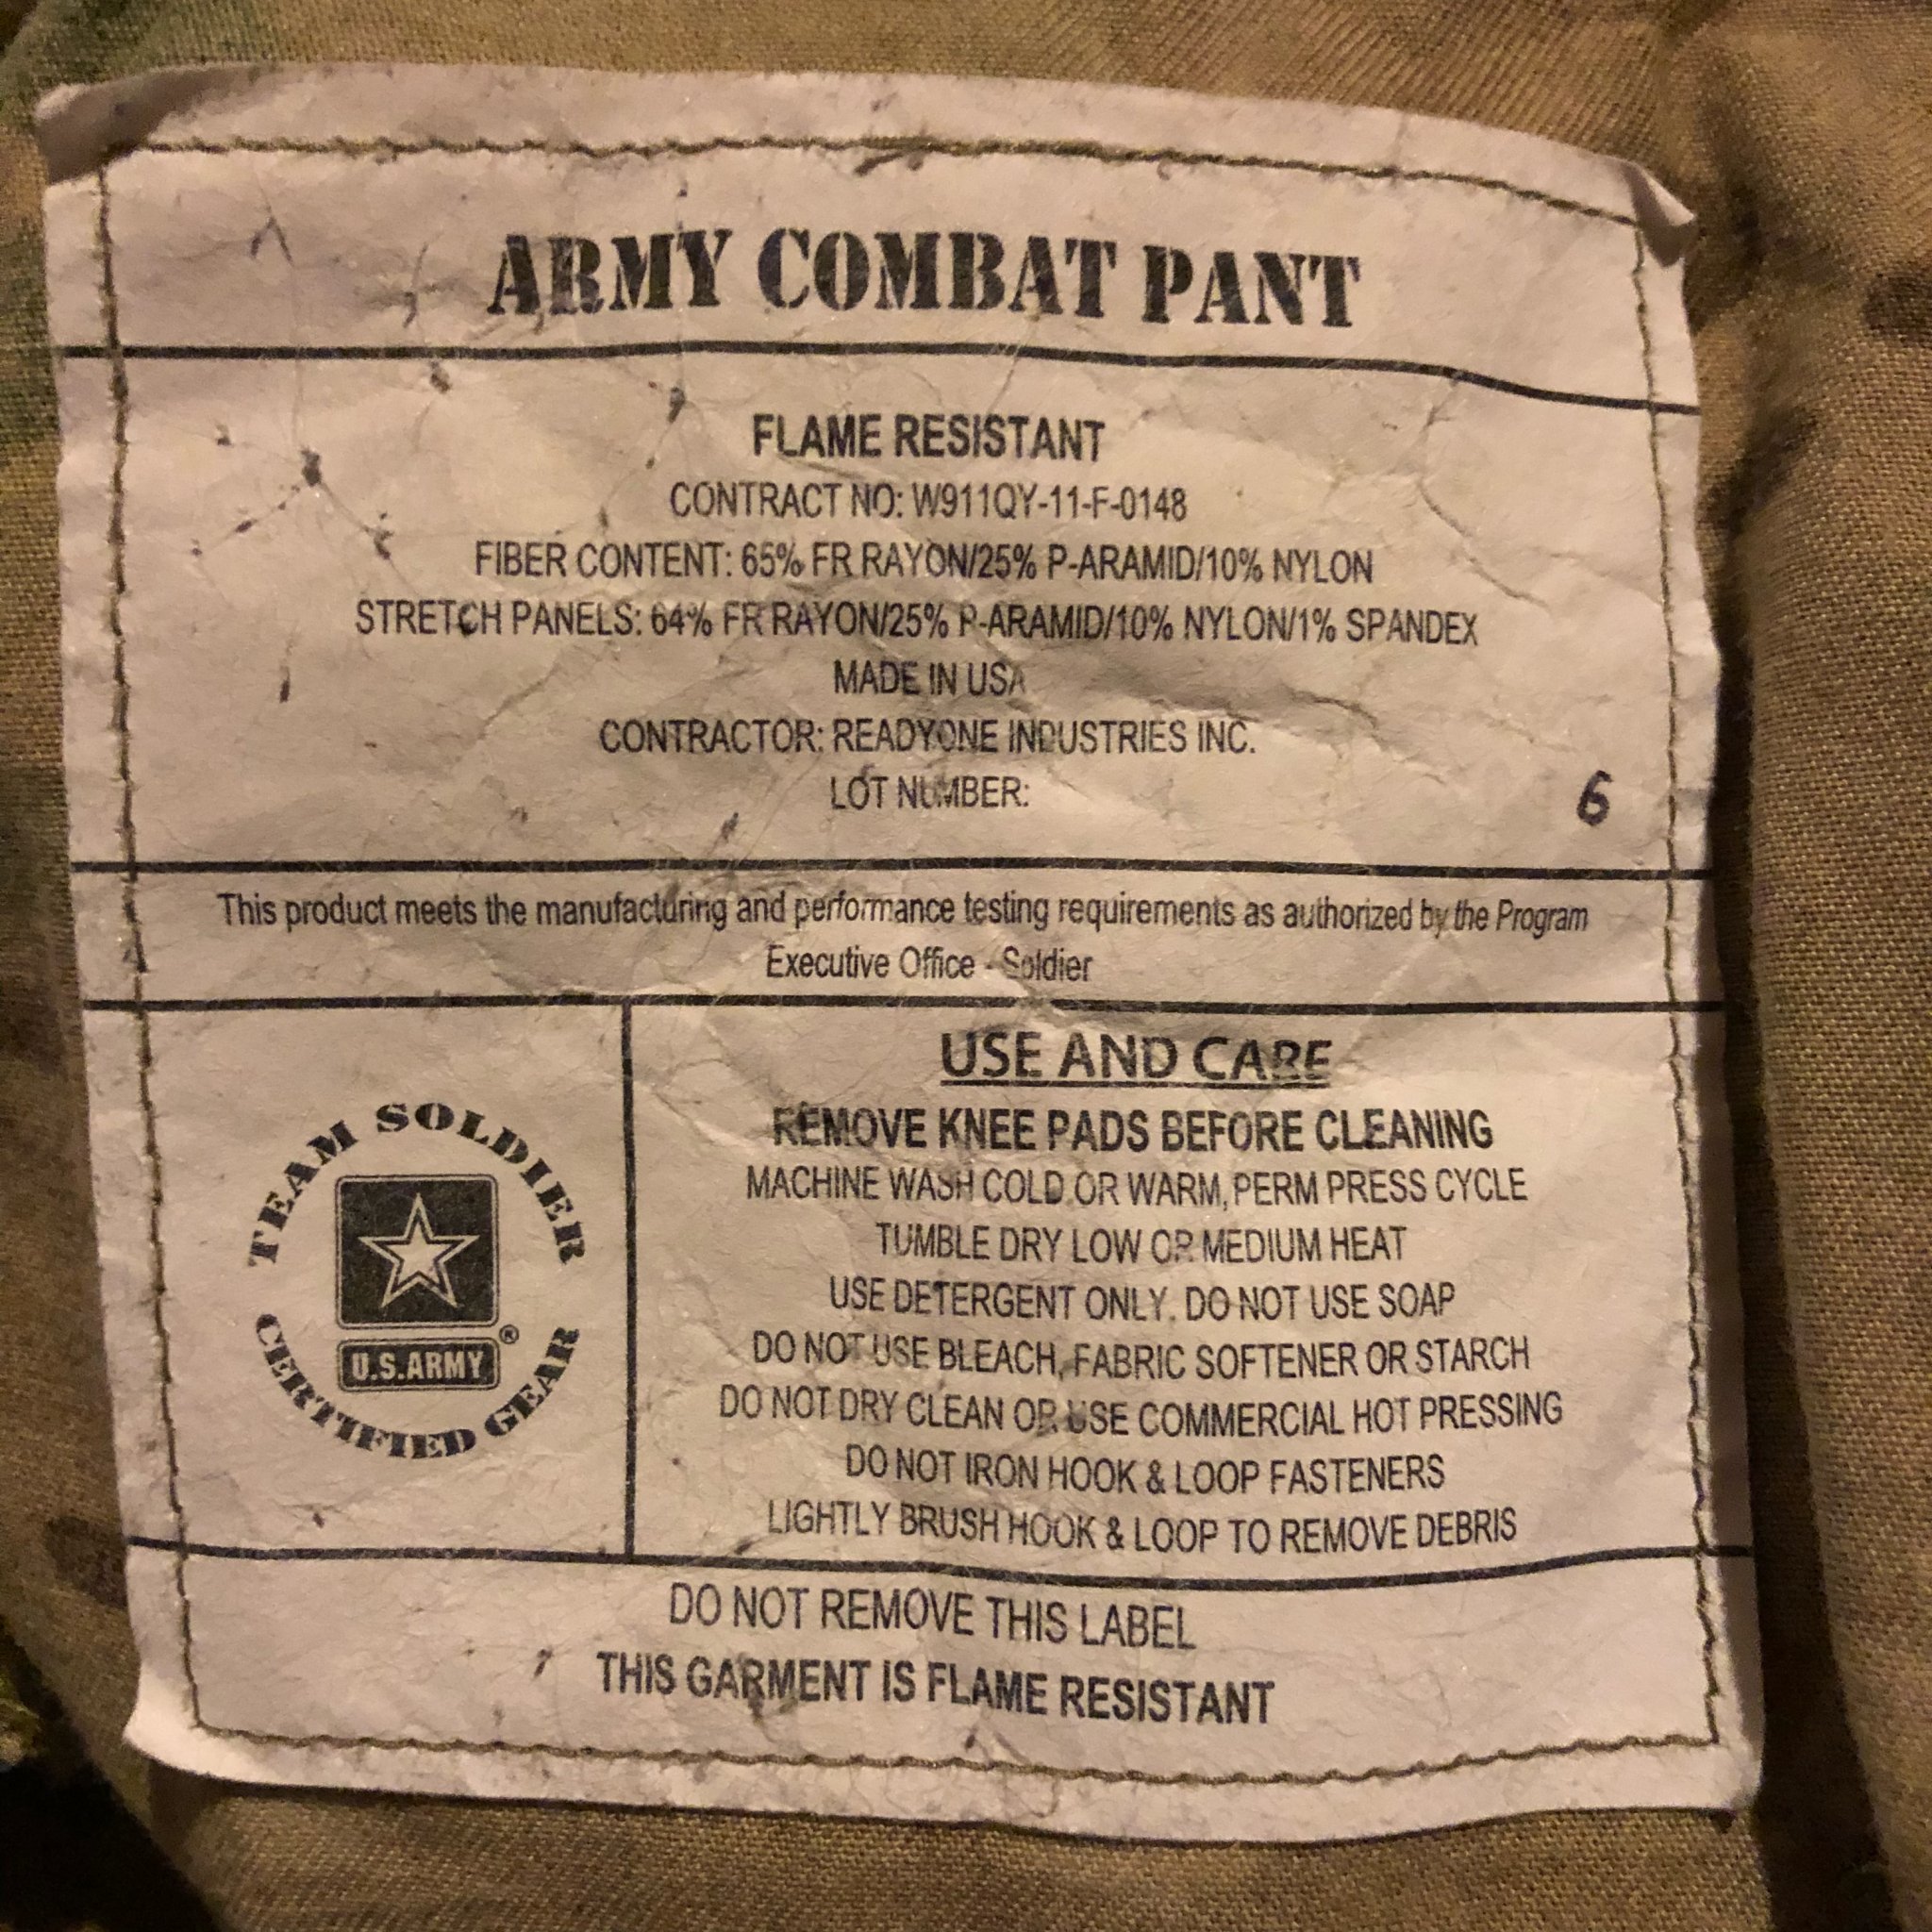 ARMY COMBAT PANT
FLAME RESISTANT
CONTRACT NO: W911QY-11-F-0148
FIBER CONTENT: 65% FR RAYON/25% P-ARAMID/10% NYLON
STRETCH PANELS: 64% FR RAYON/25% P-ARAMID/10% NYLON/1% SPANDEX
MADE IN USA
CONTRACTOR: READYONE INDUSTRIES INC.
LOT NUMBER: 6
This product meets the manufacturing and performance testing requirements as authorized by the Program
Executive Office - Soldier
TEAM SOLDIER
U.S.ARMY®
CERTIFIED GEAR
USE AND CARE
REMOVE KNEE PADS BEFORE CLEANING
MACHINE WASH COLD OR WARM, PERM PRESS CYCLE
TUMBLE DRY LOW OR MEDIUM HEAT
USE DETERGENT ONLY. DO NOT USE SOAP
DO NOT USE BLEACH, FABRIC SOFTENER OR STARCH
DO NOT DRY CLEAN OR USE COMMERCIAL HOT PRESSING
DO NOT IRON HOOK & LOOP FASTENERS
LIGHTLY BRUSH HOOK & LOOP TO REMOVE DEBRIS
DO NOT REMOVE THIS LABEL
THIS GARMENT IS FLAME RESISTANT